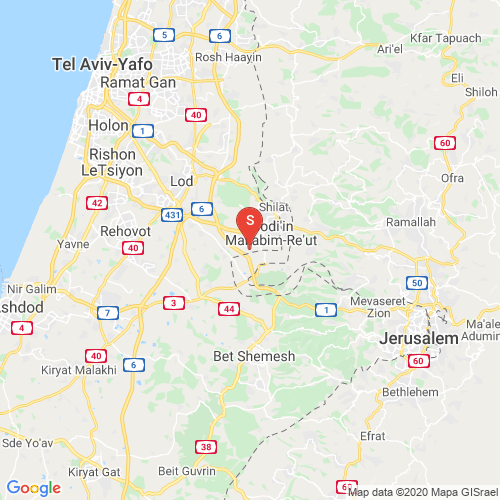 Kfar Tapuach
5
6
Ari'el
Rosh Haayin
Tel Aviv-Yafo
Ramat Gan
Eli
Shiloh
4
40
Holon
1
60
Rishon
LeTsiyon
Lod
Ofra
42
6
Shilat
431
S
Ramallah
Rehovot
Modi'in
Makabim-Re'ut
Yavne
40
50
Nir Galim
3
Mevaseret
Zion
Ashdod
7
44
1
4
Ma'ale
Adumim
Jerusalem
40
Bet Shemesh
60
Kiryat Malakhi
6
Bethlehem
Sde Yo'av
Efrat
38
Kiryat Gat
Beit Guvrin
60
Google
Map data ©2020 Mapa GISrael